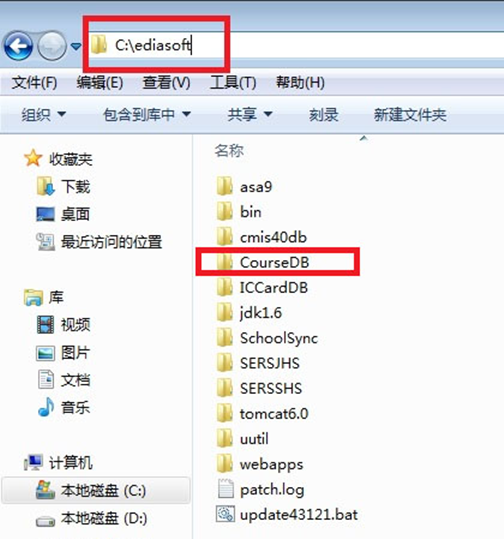 C:\ediasoft
文件(F) 编辑(E) 查看(V) 工具(T) 帮助(H)
组织 包含到库中 共享 刻录 新建文件夹
收藏夹
下载
桌面
最近访问的位置
库
视频
图片
文档
音乐
计算机
本地磁盘 (C:)
本地磁盘 (D:)
名称
asa9
bin
cmis40db
CourseDB
ICCardDB
jdk1.6
SchoolSync
SERSJHS
SERSSHS
tomcat6.0
uutil
webapps
patch.log
update43121.bat